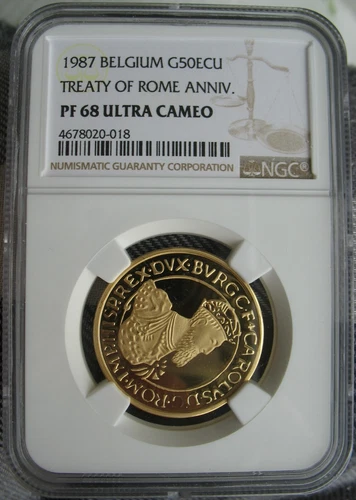 1987 BELGIUM G50ECU
TREATY OF ROME ANNIV.
PF 68 ULTRA CAMEO
4678020-018
NUMISMATIC GUARANTY CORPORATION
NGC
CAROLVS·D·G·ROM·IMP·HISP·REX·DVX·BVRG·C·F